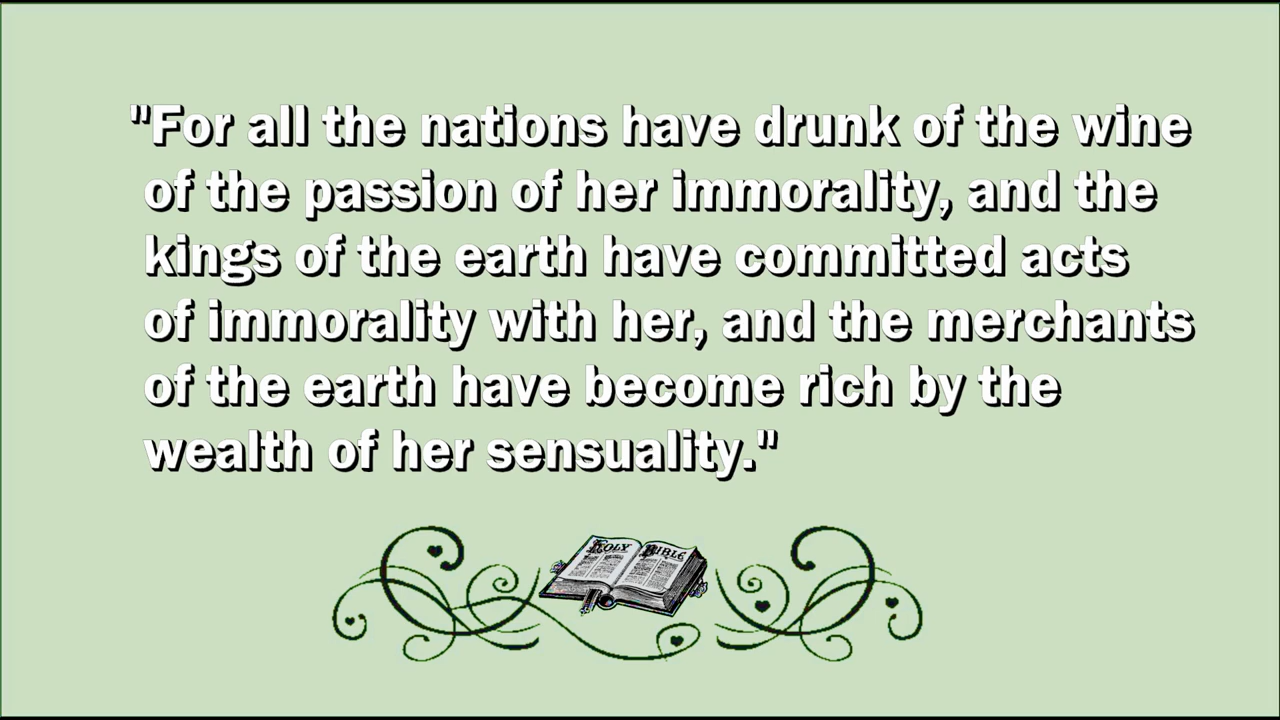 "For all the nations have drunk of the wine
of the passion of her immorality, and the
kings of the earth have committed acts
of immorality with her, and the merchants
of the earth have become rich by the
wealth of her sensuality."
HOLY BIBLE